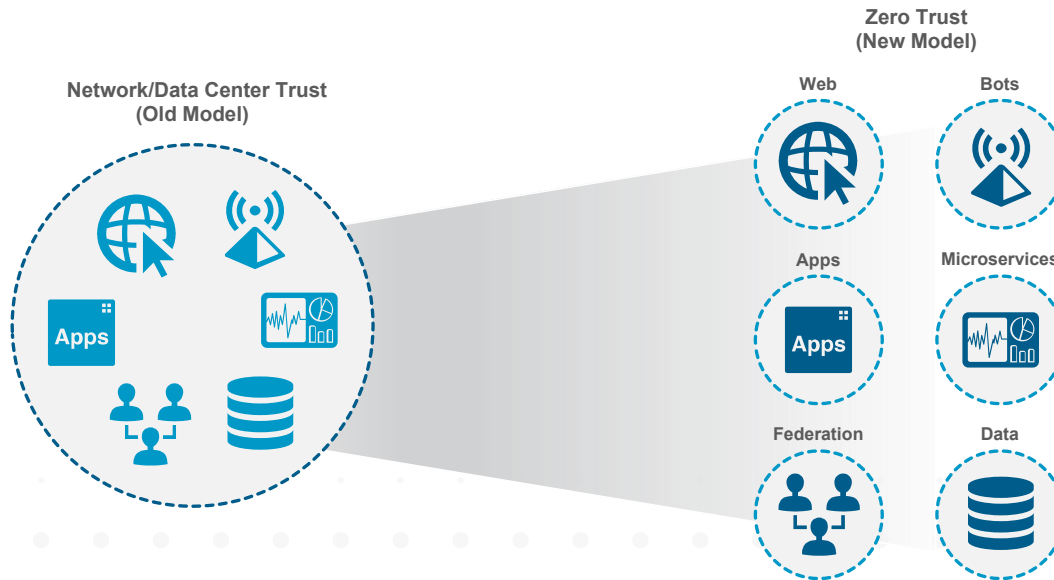 Zero Trust
(New Model)
Network/Data Center Trust
(Old Model)
Web
Bots
Apps
Apps
Microservices
Apps
Federation
Data